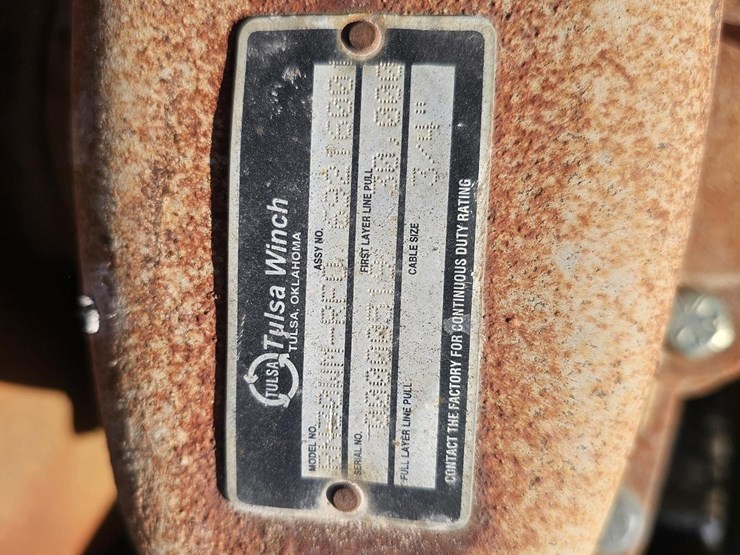 TULSA
Tulsa Winch
TULSA, OKLAHOMA
MODEL NO. ASSY NO.
SERIAL NO. FIRST LAYER LINE PULL
FULL LAYER LINE PULL CABLE SIZE
3/4"
CONTACT THE FACTORY FOR CONTINUOUS DUTY RATING